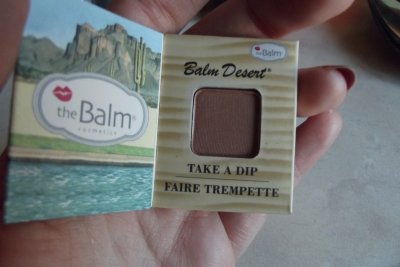 the Balm®
cosmetics
theBalm
Balm Desert®
TAKE A DIP
FAIRE TREMPETTE